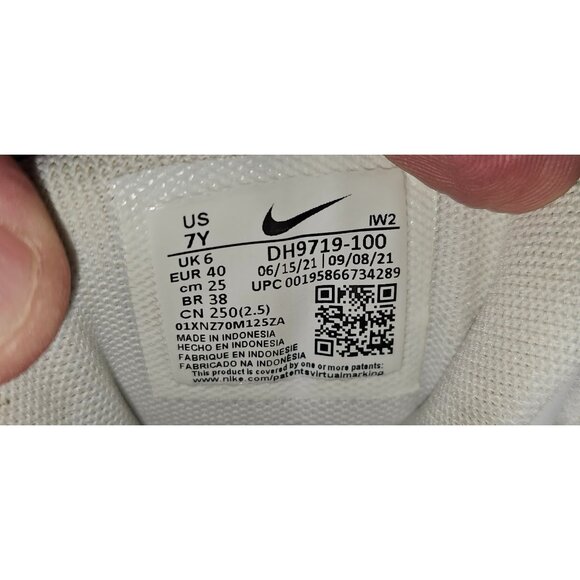 US
7Y
IW2
UK 6
DH9719-100
EUR 40
06/15/21 | 09/08/21
cm 25
UPC 00195866734289
BR 38
CN 250(2.5)
01XNZ70M125ZA
MADE IN INDONESIA
HECHO EN INDONESIA
FABRIQUE EN INDONESIE
FABRICADO NA INDONÉSIA
This product is covered by one or more patents:
www.nike.com/patentsvirtualmarking